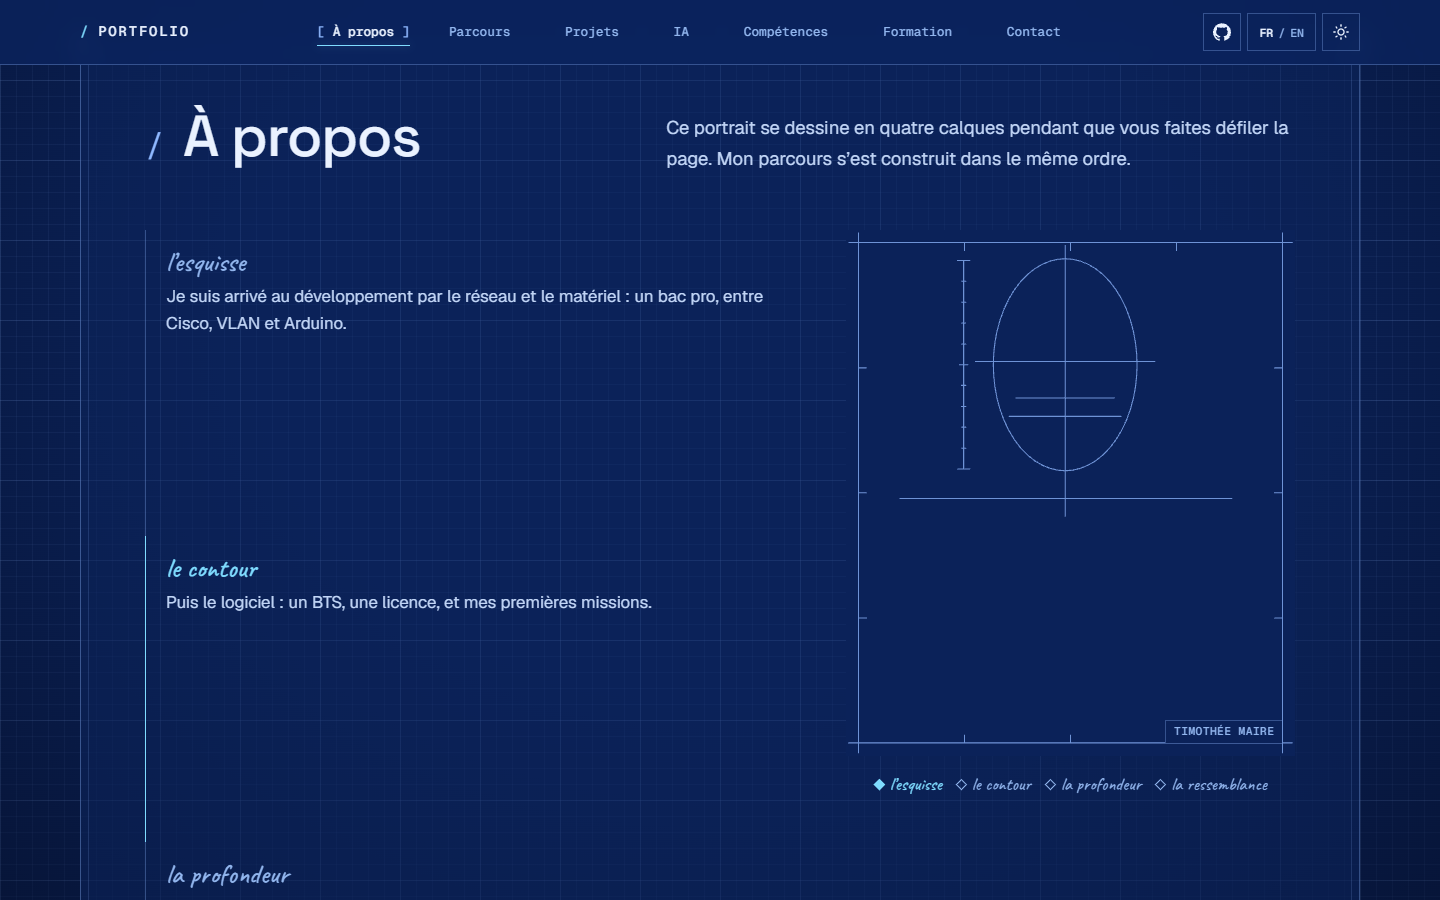 / PORTFOLIO
[ À propos ]
Parcours
Projets
IA
Compétences
Formation
Contact
FR / EN
/ À propos
Ce portrait se dessine en quatre calques pendant que vous faites défiler la
page. Mon parcours s’est construit dans le même ordre.
l’esquisse
Je suis arrivé au développement par le réseau et le matériel : un bac pro, entre
Cisco, VLAN et Arduino.
le contour
Puis le logiciel : un BTS, une licence, et mes premières missions.
la profondeur
TIMOTHÉE MAIRE
l’esquisse
le contour
la profondeur
la ressemblance